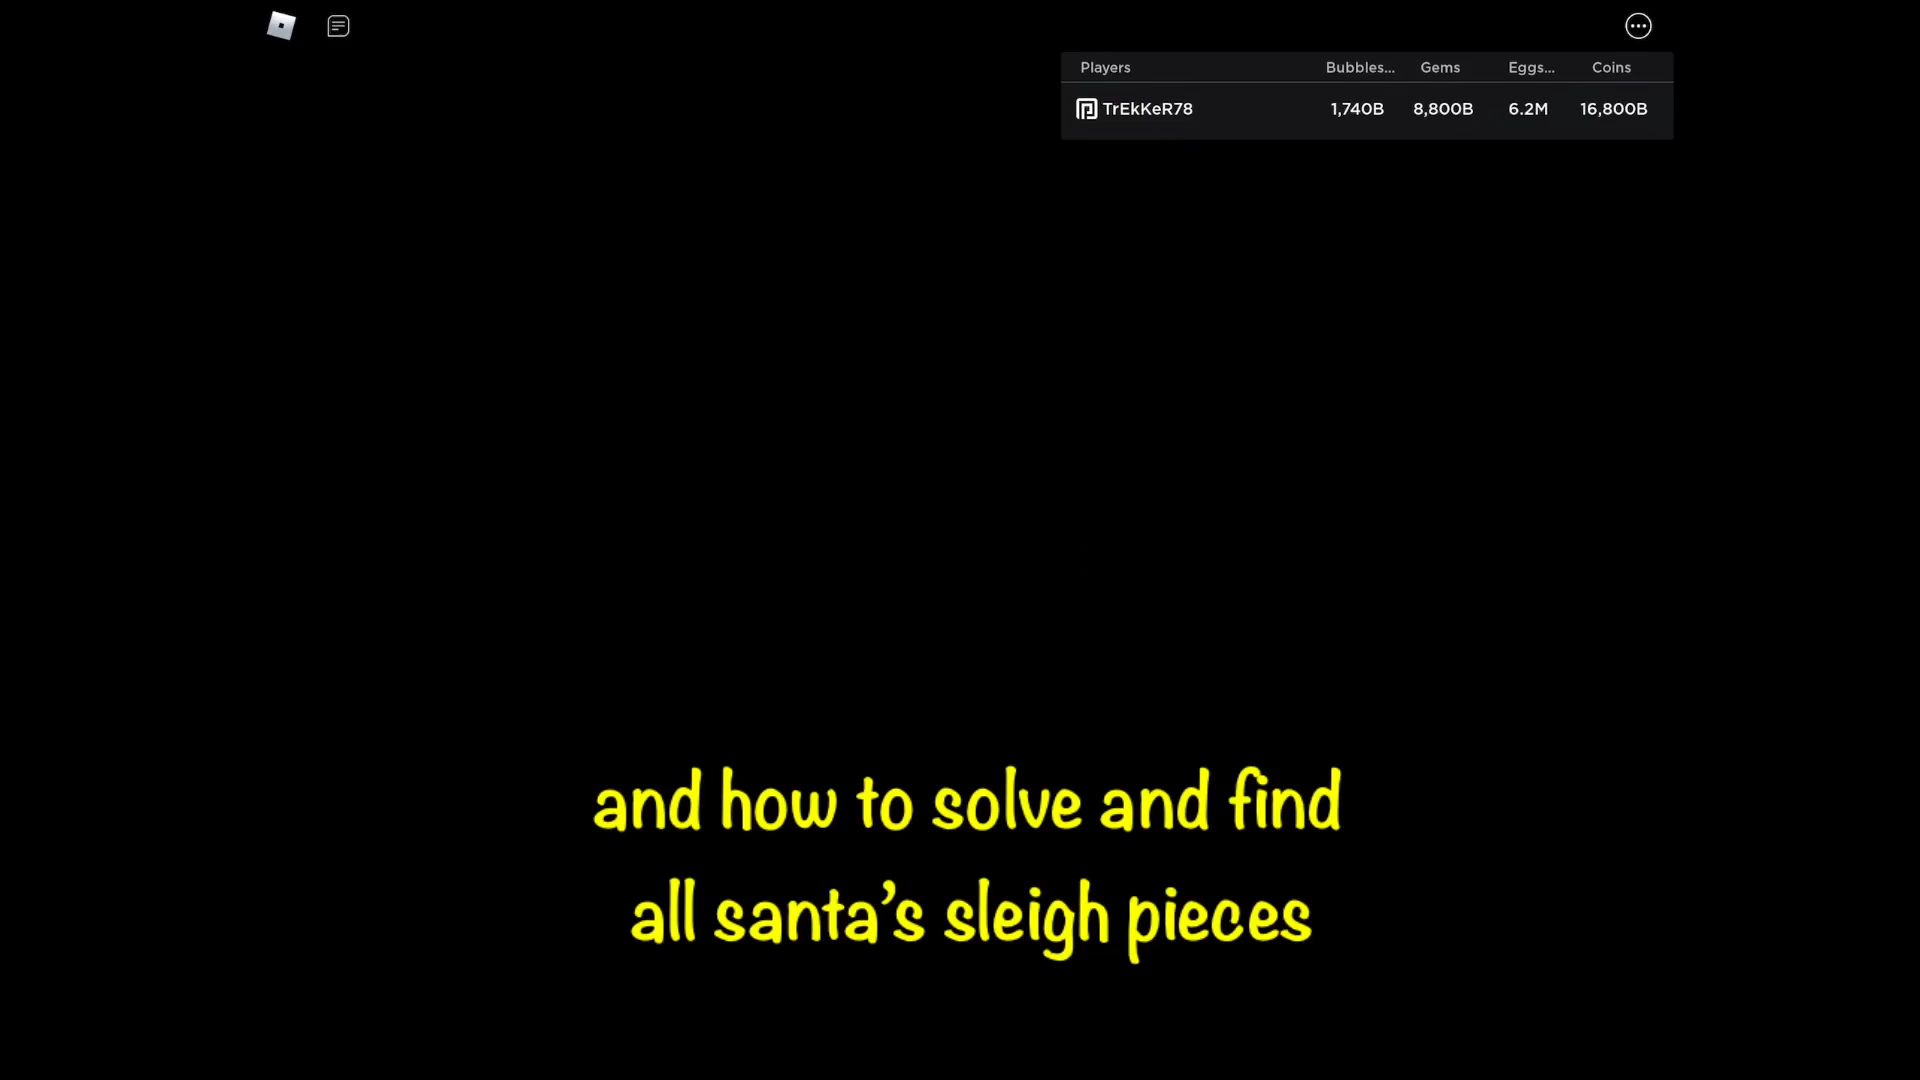 Players Bubbles... Gems Eggs... Coins
TrEkKeR78 1,740B 8,800B 6.2M 16,800B
and how to solve and find
all santa's sleigh pieces